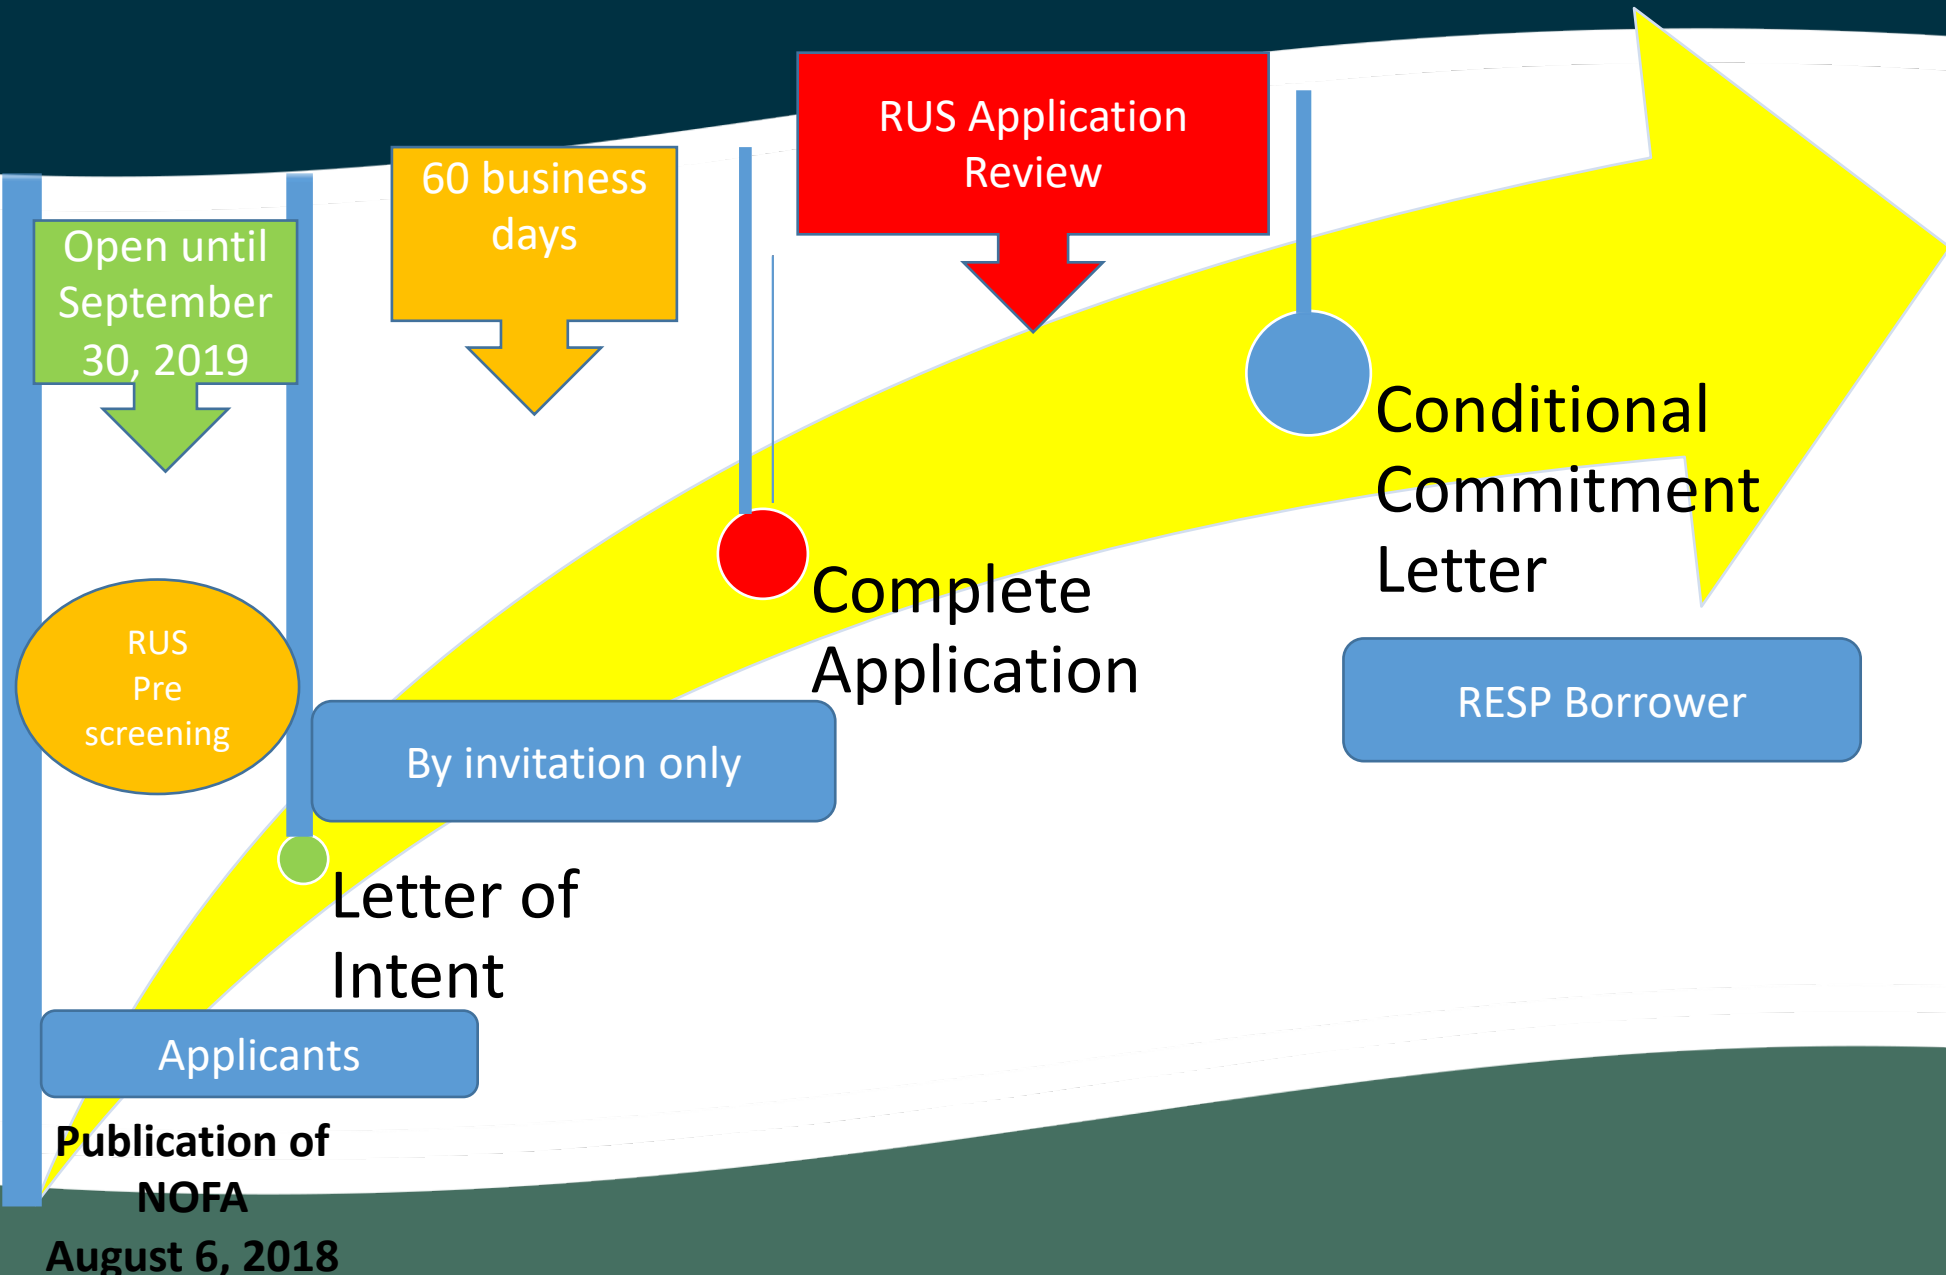 Open until
September
30, 2019
60 business
days
RUS Application
Review
RUS
Pre
screening
Conditional
Commitment
Letter
Complete
Application
RESP Borrower
By invitation only
Letter of
Intent
Applicants
Publication of
NOFA
August 6, 2018